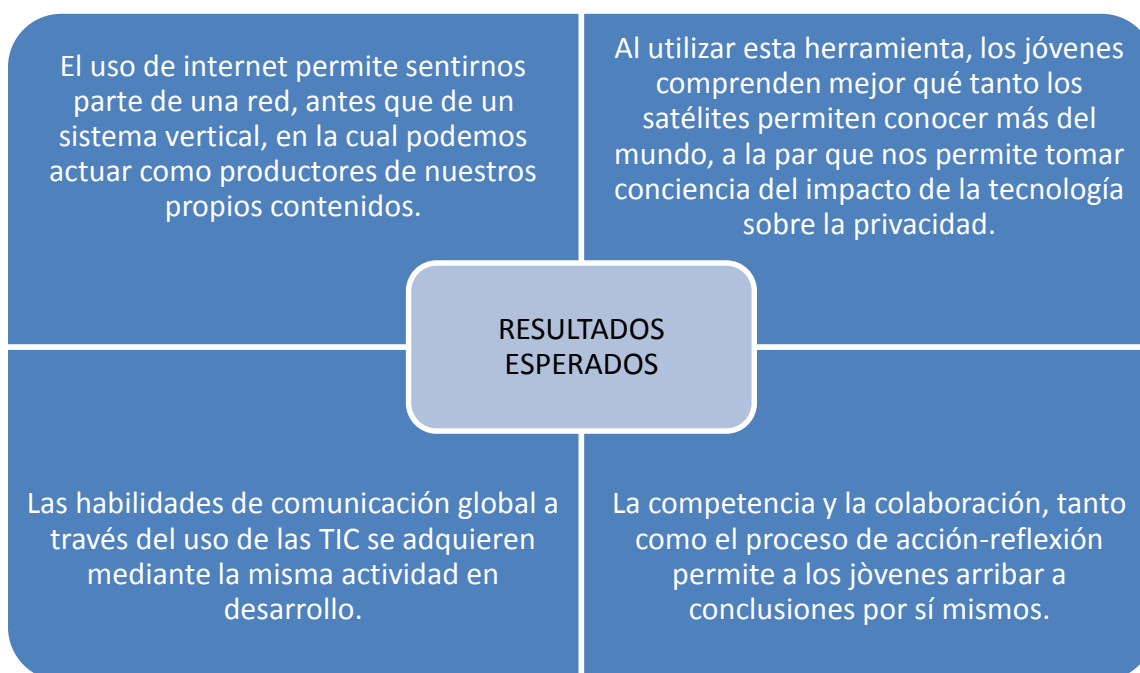 El uso de internet permite sentirnos
parte de una red, antes que de un
sistema vertical, en la cual podemos
actuar como productores de nuestros
propios contenidos.
Al utilizar esta herramienta, los jóvenes
comprenden mejor qué tanto los
satélites permiten conocer más del
mundo, a la par que nos permite tomar
conciencia del impacto de la tecnología
sobre la privacidad.
RESULTADOS
ESPERADOS
Las habilidades de comunicación global a
través del uso de las TIC se adquieren
mediante la misma actividad en
desarrollo.
La competencia y la colaboración, tanto
como el proceso de acción-reflexión
permite a los jòvenes arribar a
conclusiones por sí mismos.